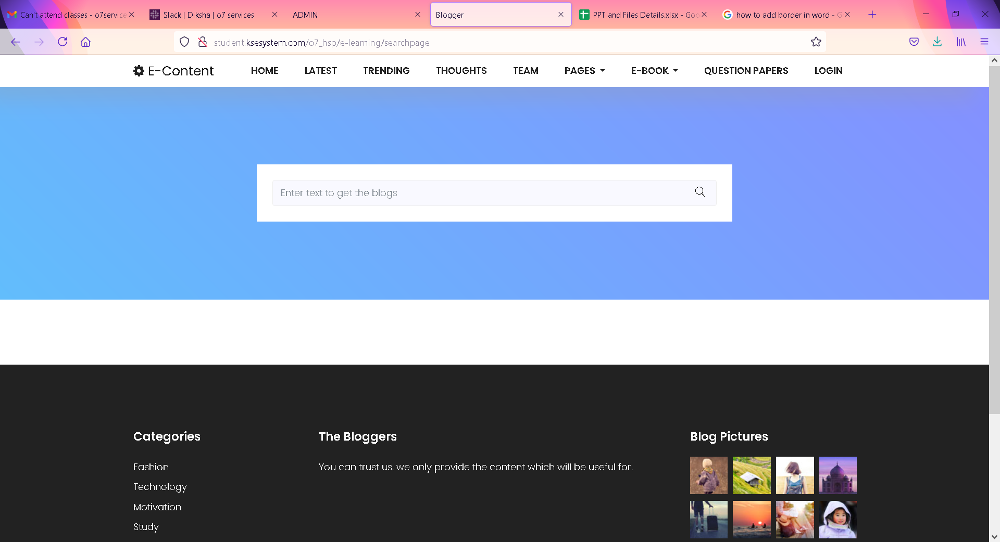 Can't attend classes - o7service
Slack | Diksha | o7 services
ADMIN
Blogger
PPT and Files Details.xlsx - Goo
how to add border in word - G
student.ksesystem.com/o7_hsp/e-learning/searchpage
E-Content HOME LATEST TRENDING THOUGHTS TEAM PAGES E-BOOK QUESTION PAPERS LOGIN
Enter text to get the blogs
Categories
Fashion
Technology
Motivation
Study
The Bloggers
You can trust us. we only provide the content which will be useful for.
Blog Pictures